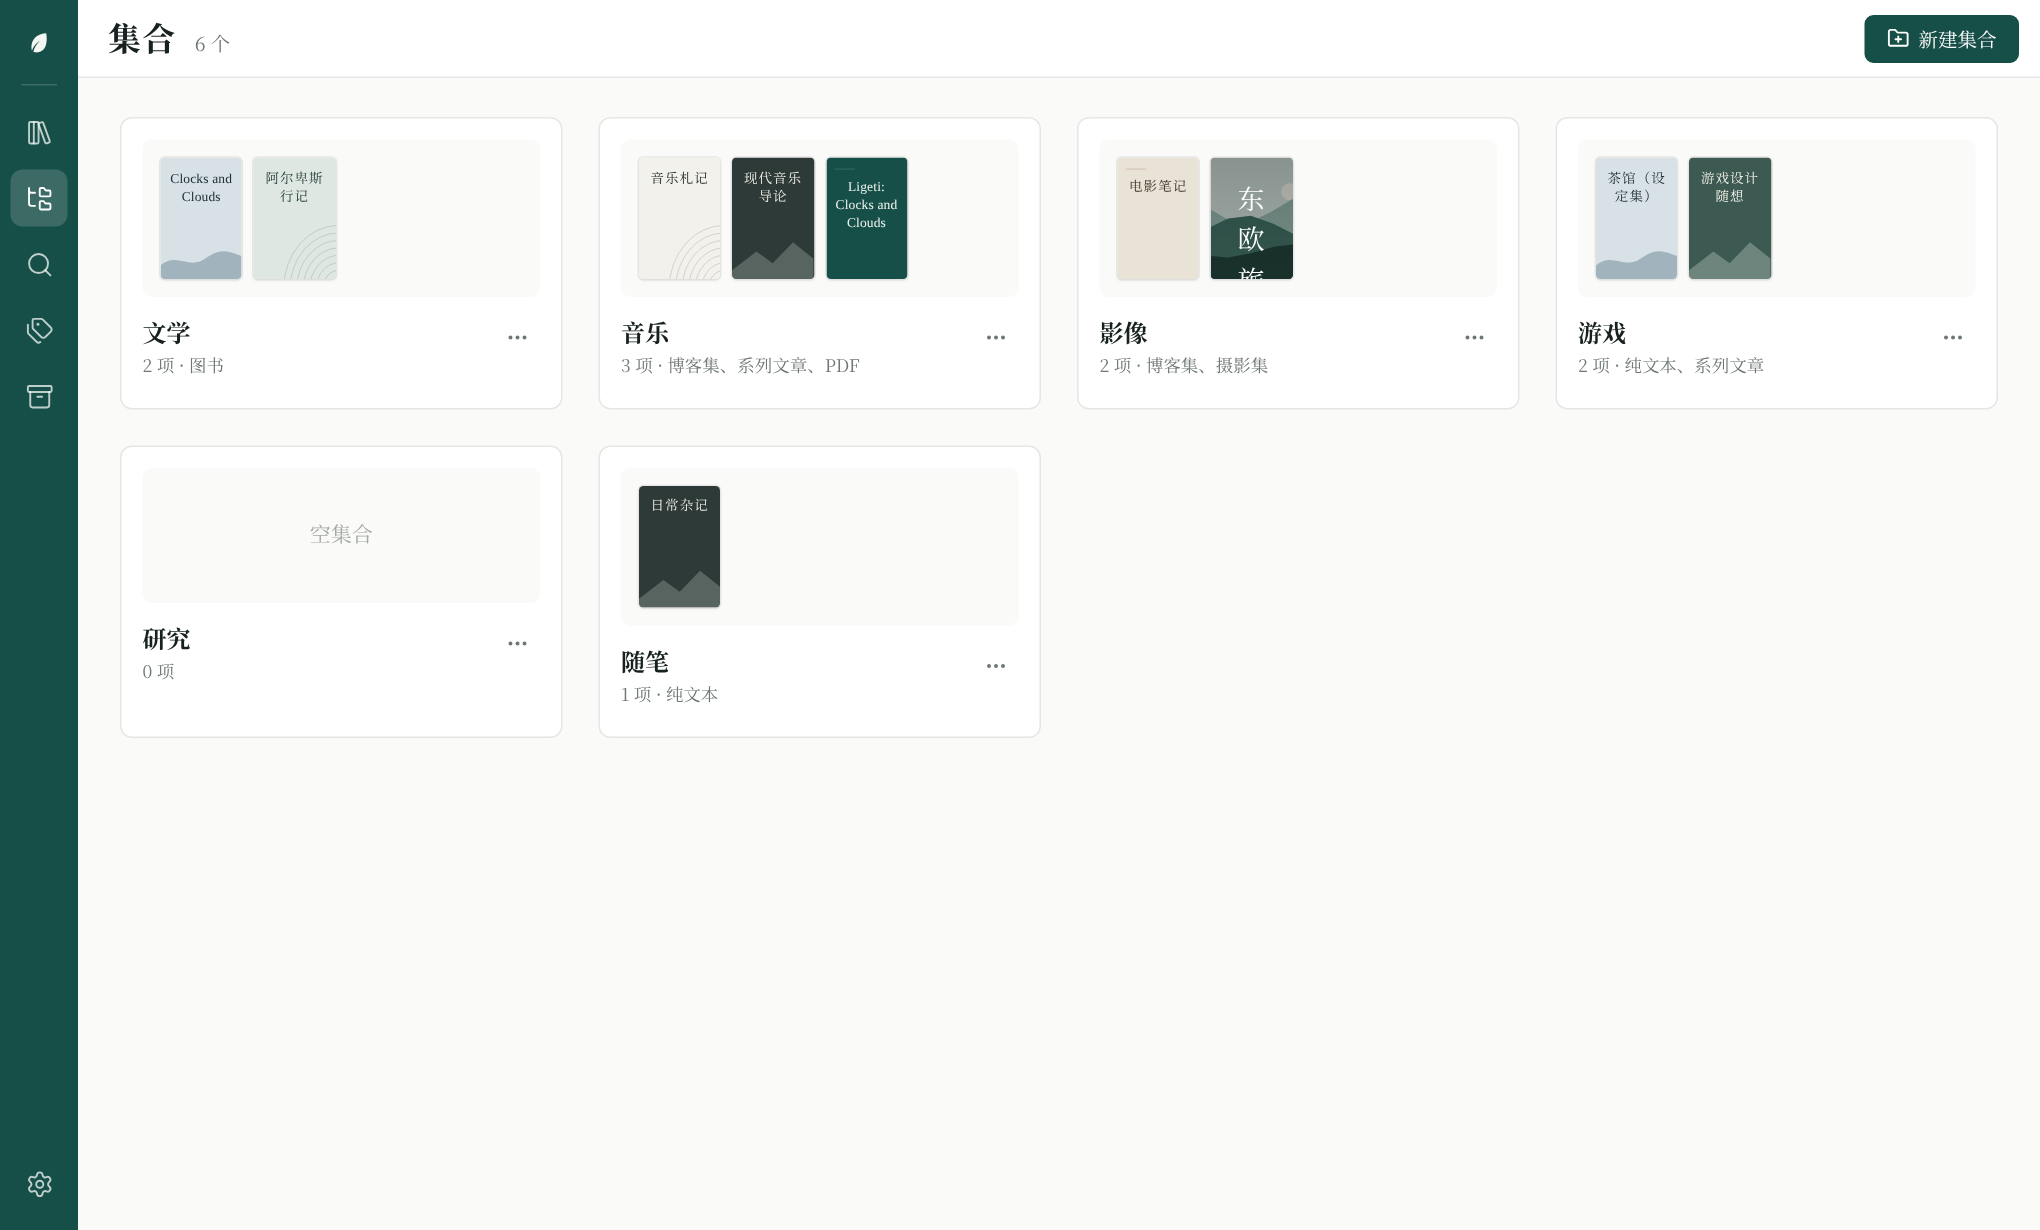 集合 6 个
新建集合
Clocks and
Clouds
阿尔卑斯
行记
文学
2 项 · 图书
音乐札记
现代音乐
导论
Ligeti:
Clocks and
Clouds
音乐
3 项 · 博客集、系列文章、PDF
电影笔记
东
欧
影像
2 项 · 博客集、摄影集
茶馆（设
定集）
游戏设计
随想
游戏
2 项 · 纯文本、系列文章
空集合
研究
0 项
日常杂记
随笔
1 项 · 纯文本